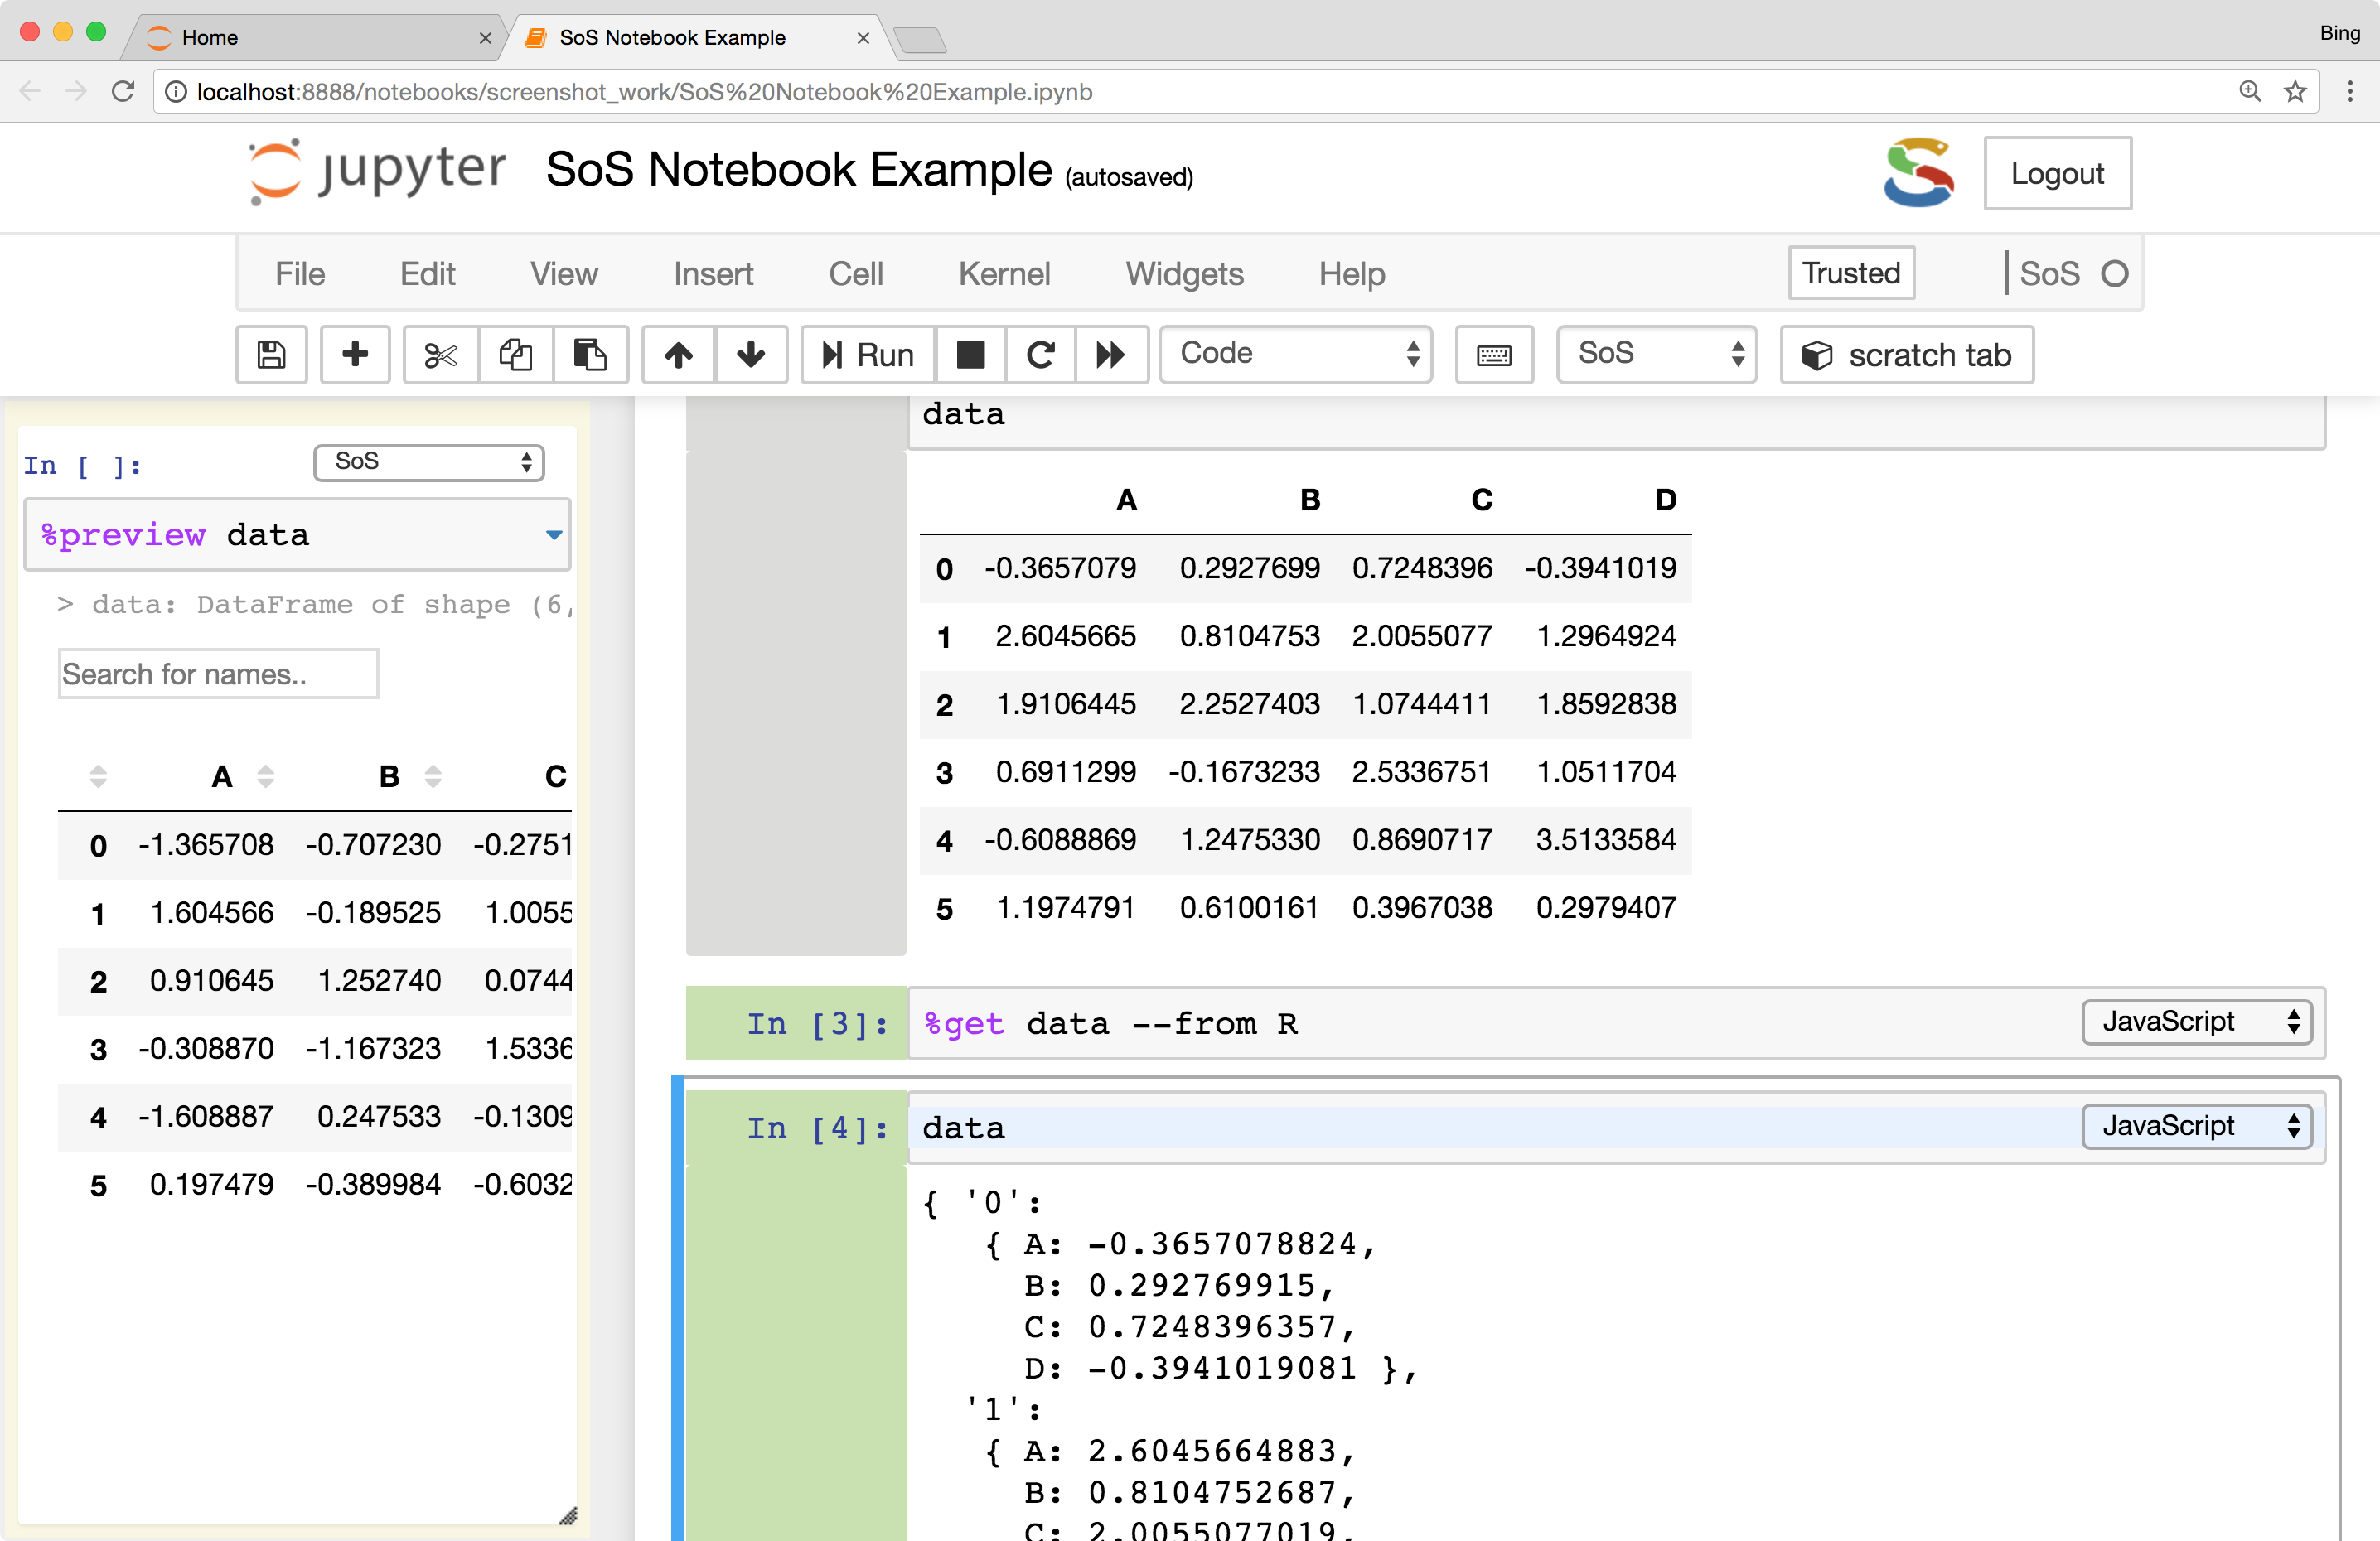 Home
SoS Notebook Example
Bing
localhost:8888/notebooks/screenshot_work/SoS%20Notebook%20Example.ipynb
jupyter SoS Notebook Example (autosaved)
Logout
File Edit View Insert Cell Kernel Widgets Help Trusted SoS
Run Code SoS scratch tab
In [ ]: SoS
%preview data
> data: DataFrame of shape (6,
Search for names..
A B C
0 -1.365708 -0.707230 -0.2751
1 1.604566 -0.189525 1.0055
2 0.910645 1.252740 0.0744
3 -0.308870 -1.167323 1.5336
4 -1.608887 0.247533 -0.1309
5 0.197479 -0.389984 -0.6032
data
A B C D
0 -0.3657079 0.2927699 0.7248396 -0.3941019
1 2.6045665 0.8104753 2.0055077 1.2964924
2 1.9106445 2.2527403 1.0744411 1.8592838
3 0.6911299 -0.1673233 2.5336751 1.0511704
4 -0.6088869 1.2475330 0.8690717 3.5133584
5 1.1974791 0.6100161 0.3967038 0.2979407
In [3]: %get data --from R JavaScript
In [4]: data JavaScript
{ '0':
{ A: -0.3657078824,
B: 0.292769915,
C: 0.7248396357,
D: -0.3941019081 },
'1':
{ A: 2.6045664883,
B: 0.8104752687,
C: 2.0055077019,